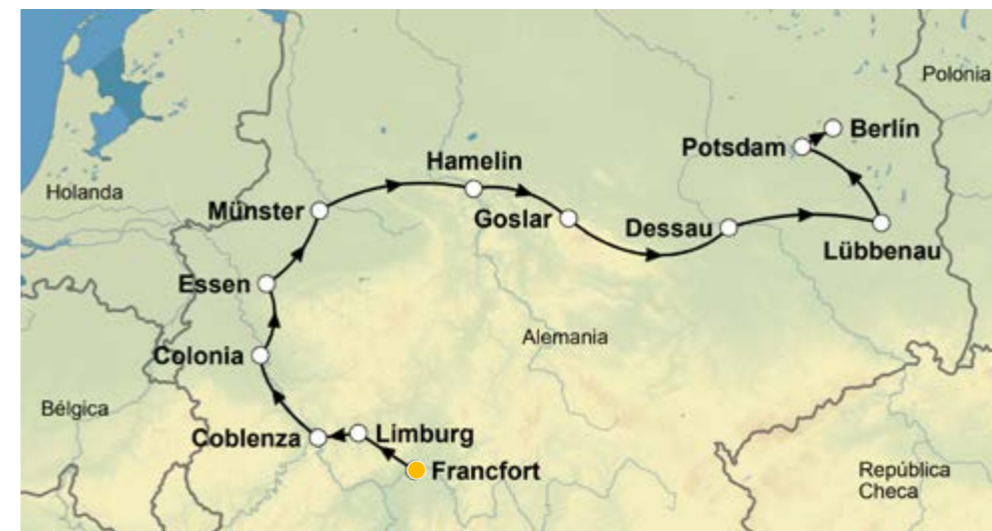 Polonia
Berlín
Potsdam
Hamelin
Holanda
Münster
Goslar
Dessau
Lübbenau
Essen
Alemania
Colonia
Bélgica
Coblenza
Limburg
Francfort
República
Checa